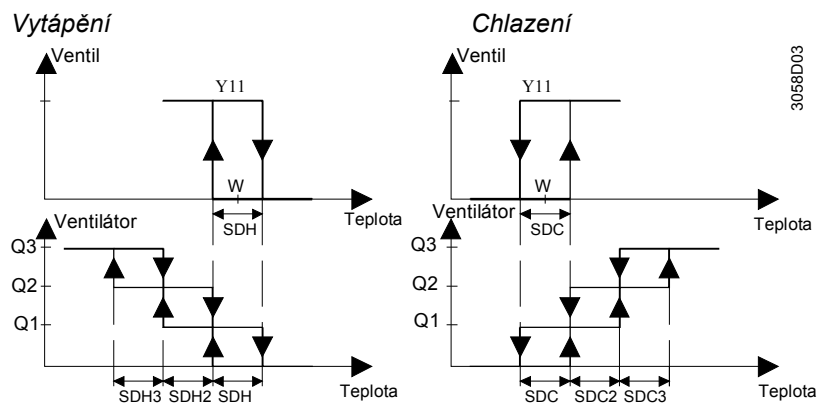 Vytápění
Chlazení
3058D03
Ventil
Y11
W
SDH
Teplota
Ventil
Y11
W
SDC
Teplota
Ventilátor
Q3
Q2
Q1
SDH3 SDH2 SDH
Teplota
Ventilátor
Q3
Q2
Q1
SDC SDC2 SDC3
Teplota